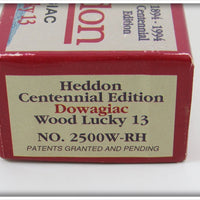 1894 - 1994
Centennial
Edition
Heddon
Centennial Edition
Dowagiac
Wood Lucky 13
NO. 2500W-RH
PATENTS GRANTED AND PENDING